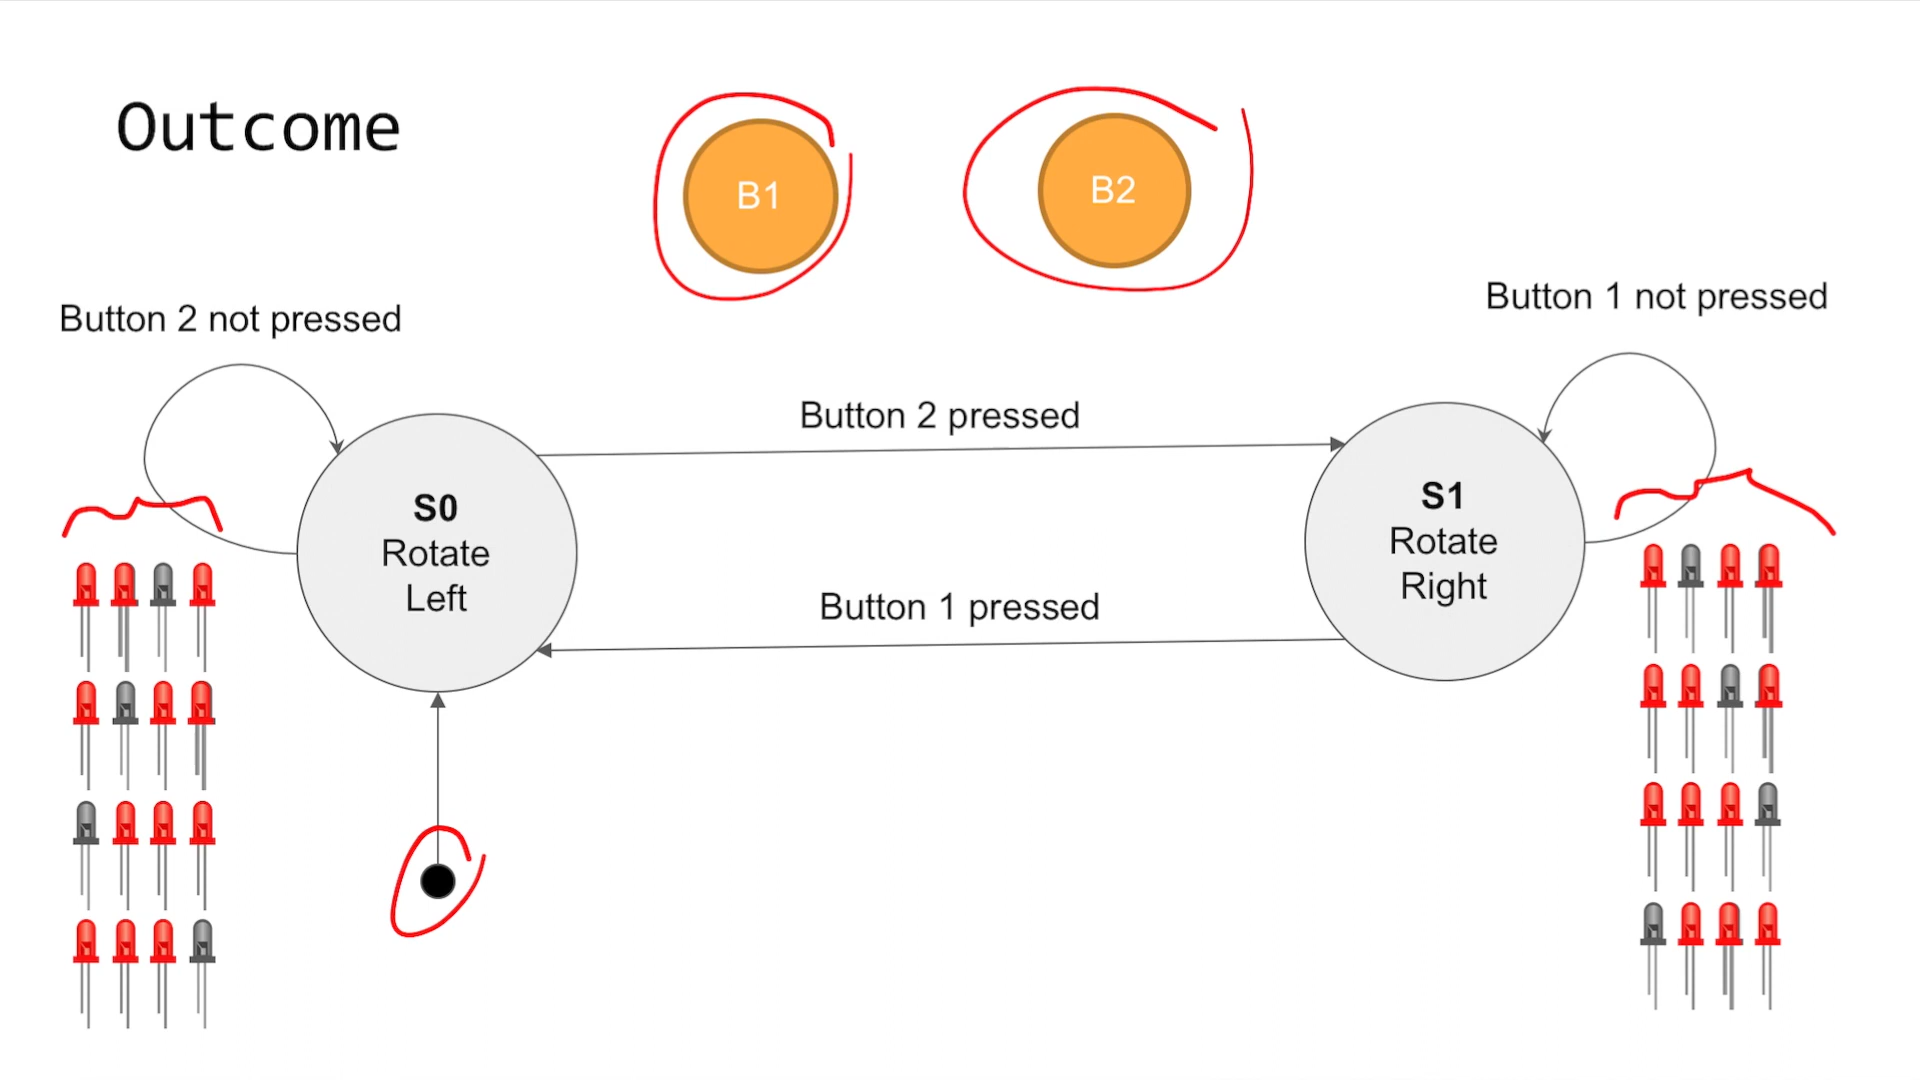 Outcome
B1
B2
Button 2 not pressed
Button 1 not pressed
Button 2 pressed
S0
Rotate
Left
S1
Rotate
Right
Button 1 pressed